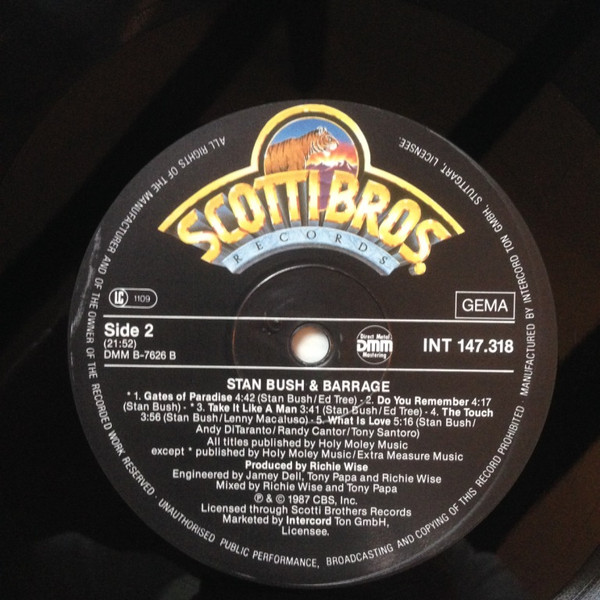 SCOTTI BROS.
RECORDS
ALL RIGHTS OF THE MANUFACTURER AND OF THE OWNER OF THE RECORDED WORK RESERVED · UNAUTHORISED PUBLIC PERFORMANCE, BROADCASTING AND COPYING OF THIS RECORD PROHIBITED MANUFACTURED BY INTERCORD TON GMBH, STUTTGART, LICENSEE.
LC 1109
GEMA
Side 2
(21:52)
DMM B-7626 B
Direct Metal
DMM
Mastering
INT 147.318
STAN BUSH & BARRAGE
* 1. Gates of Paradise 4:42 (Stan Bush/Ed Tree) - 2. Do You Remember 4:17
(Stan Bush) - * 3. Take It Like A Man 3:41 (Stan Bush/Ed Tree) - 4. The Touch
3:56 (Stan Bush/Lenny Macaluso) - 5. What Is Love 5:16 (Stan Bush/
Andy DiTaranto/Randy Cantor/Tony Santoro)
All titles published by Holy Moley Music
except * published by Holy Moley Music/Extra Measure Music
Produced by Richie Wise
Engineered by Jamey Dell, Tony Papa and Richie Wise
Mixed by Richie Wise and Tony Papa
℗ & © 1987 CBS, Inc.
Licensed through Scotti Brothers Records
Marketed by Intercord Ton GmbH,
Licensee.